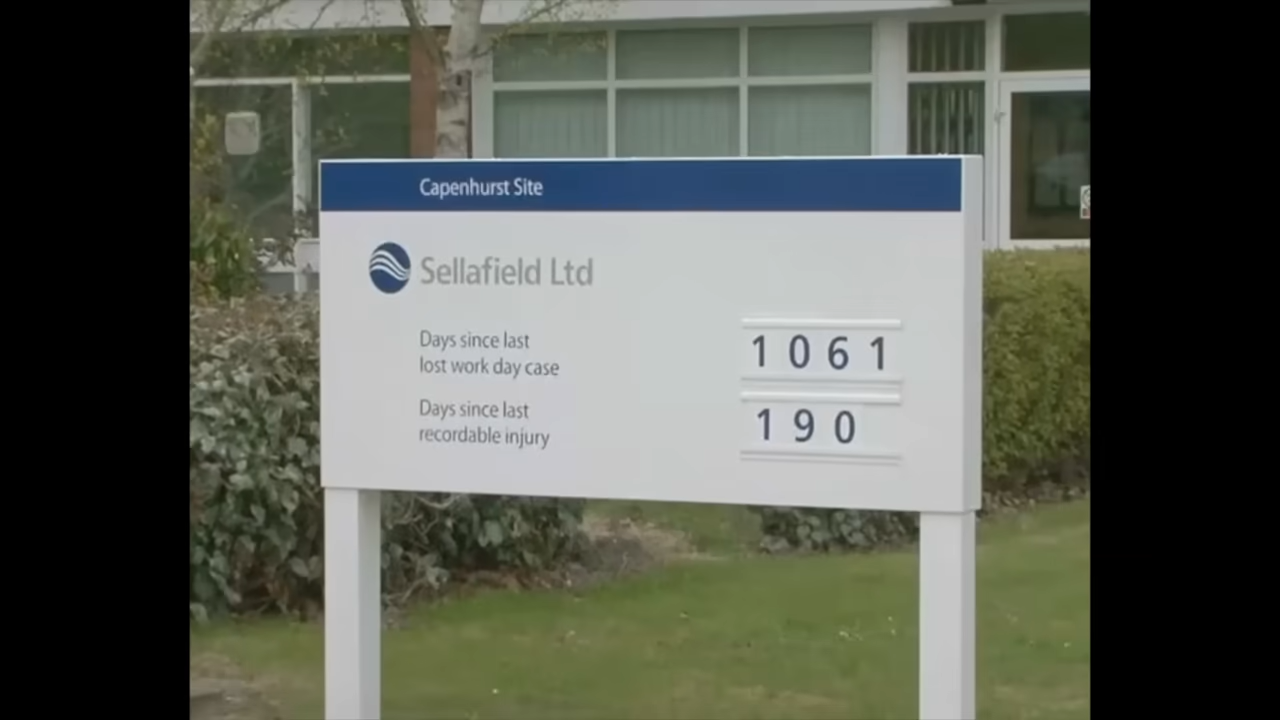 Capenhurst Site
Sellafield Ltd
Days since last
lost work day case
1061
Days since last
recordable injury
190